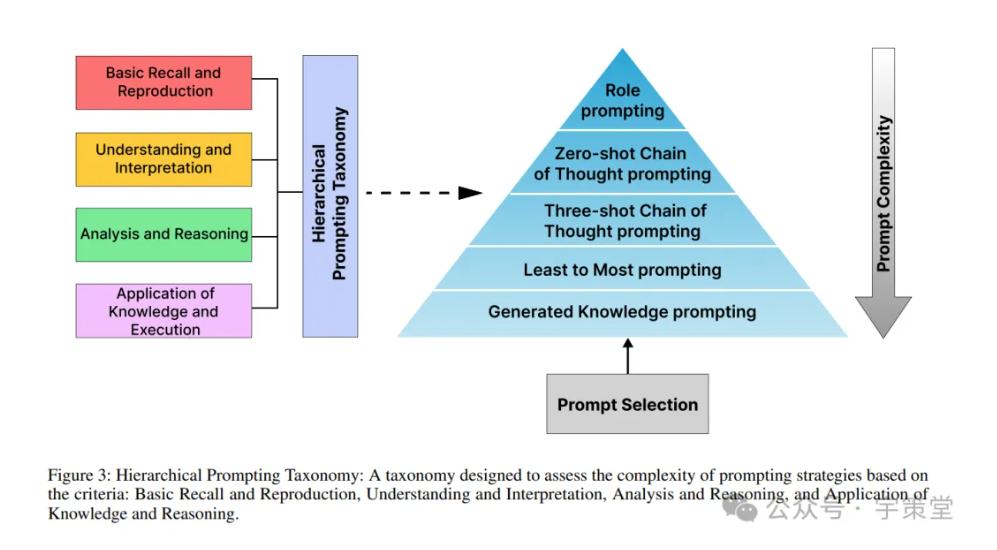 Basic Recall and
Reproduction
Understanding and
Interpretation
Analysis and Reasoning
Application of
Knowledge and
Execution
Hierarchical
Prompting Taxonomy
Role
prompting
Zero-shot Chain
of Thought prompting
Three-shot Chain of
Thought prompting
Least to Most prompting
Generated Knowledge prompting
Prompt Selection
Prompt Complexity
Figure 3: Hierarchical Prompting Taxonomy: A taxonomy designed to assess the complexity of prompting strategies based on
the criteria: Basic Recall and Reproduction, Understanding and Interpretation, Analysis and Reasoning, and Application of
Knowledge and Reasoning.
公众号 · 宇策堂